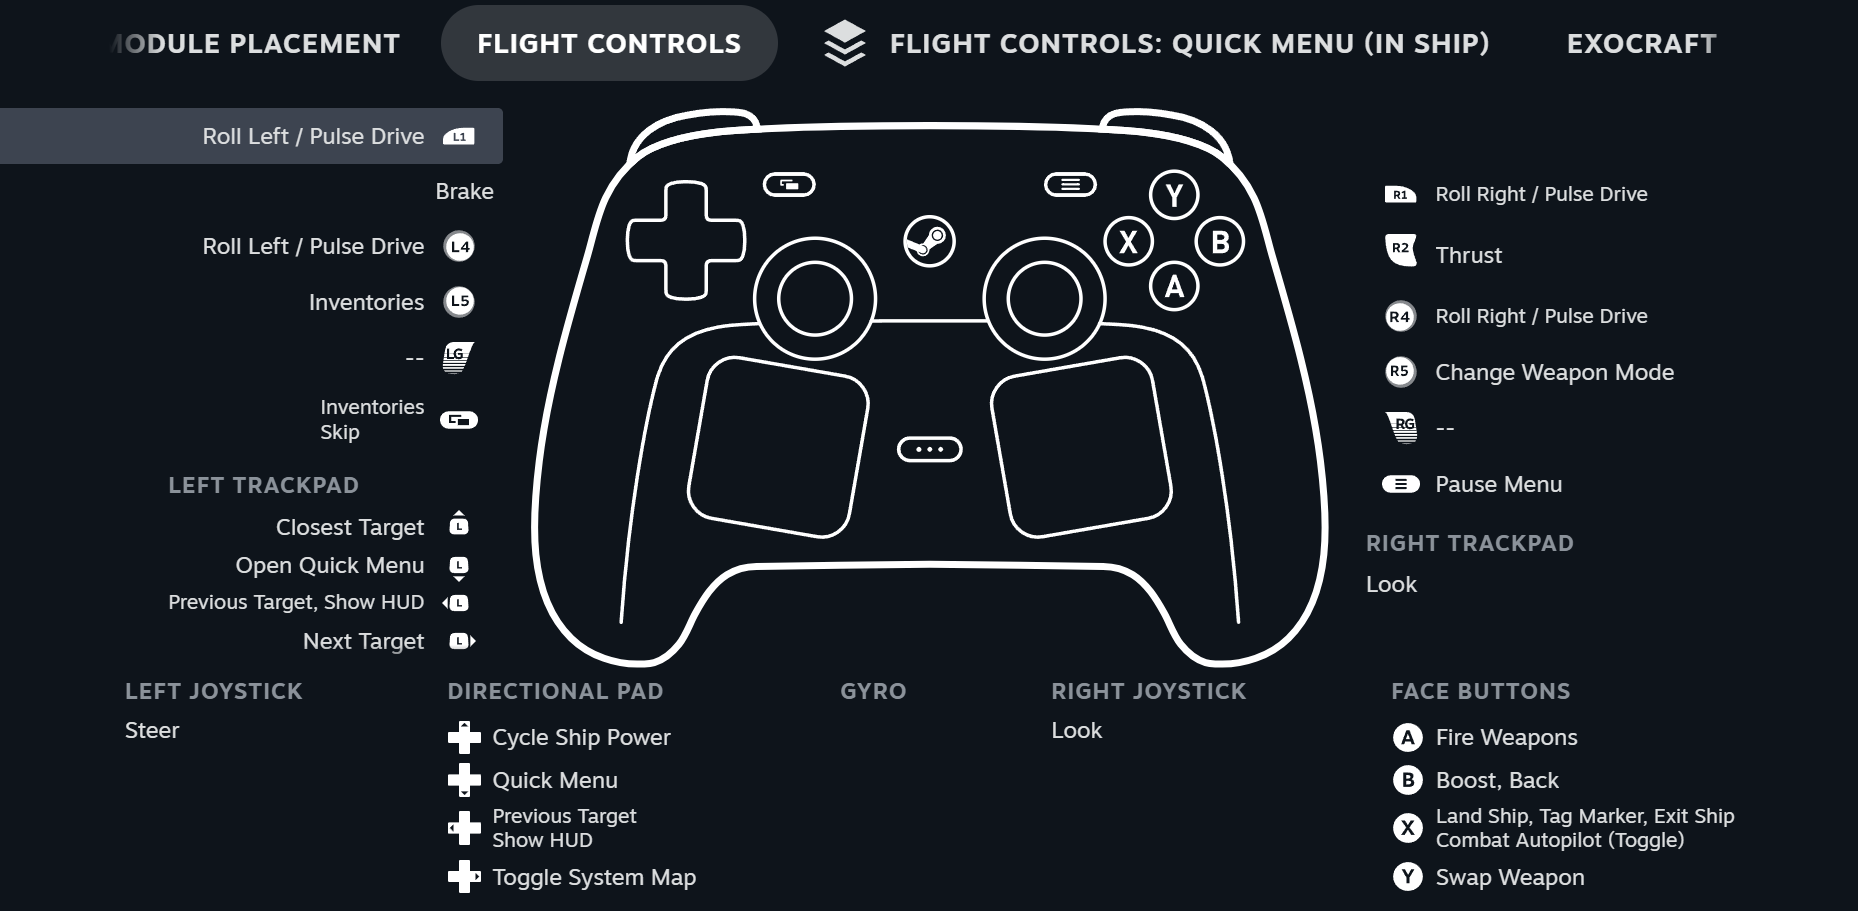 ODULE PLACEMENT
FLIGHT CONTROLS
FLIGHT CONTROLS: QUICK MENU (IN SHIP)
EXOCRAFT
Roll Left / Pulse Drive L1
Brake
Roll Left / Pulse Drive L4
Inventories L5
-- LG
Inventories
Skip
LEFT TRACKPAD
Closest Target L
Open Quick Menu L
Previous Target, Show HUD L
Next Target L
Y
X B
A
R1 Roll Right / Pulse Drive
R2 Thrust
R4 Roll Right / Pulse Drive
R5 Change Weapon Mode
RG --
Pause Menu
RIGHT TRACKPAD
Look
LEFT JOYSTICK
Steer
DIRECTIONAL PAD
Cycle Ship Power
Quick Menu
Previous Target
Show HUD
Toggle System Map
GYRO
RIGHT JOYSTICK
Look
FACE BUTTONS
A Fire Weapons
B Boost, Back
X Land Ship, Tag Marker, Exit Ship
Combat Autopilot (Toggle)
Y Swap Weapon